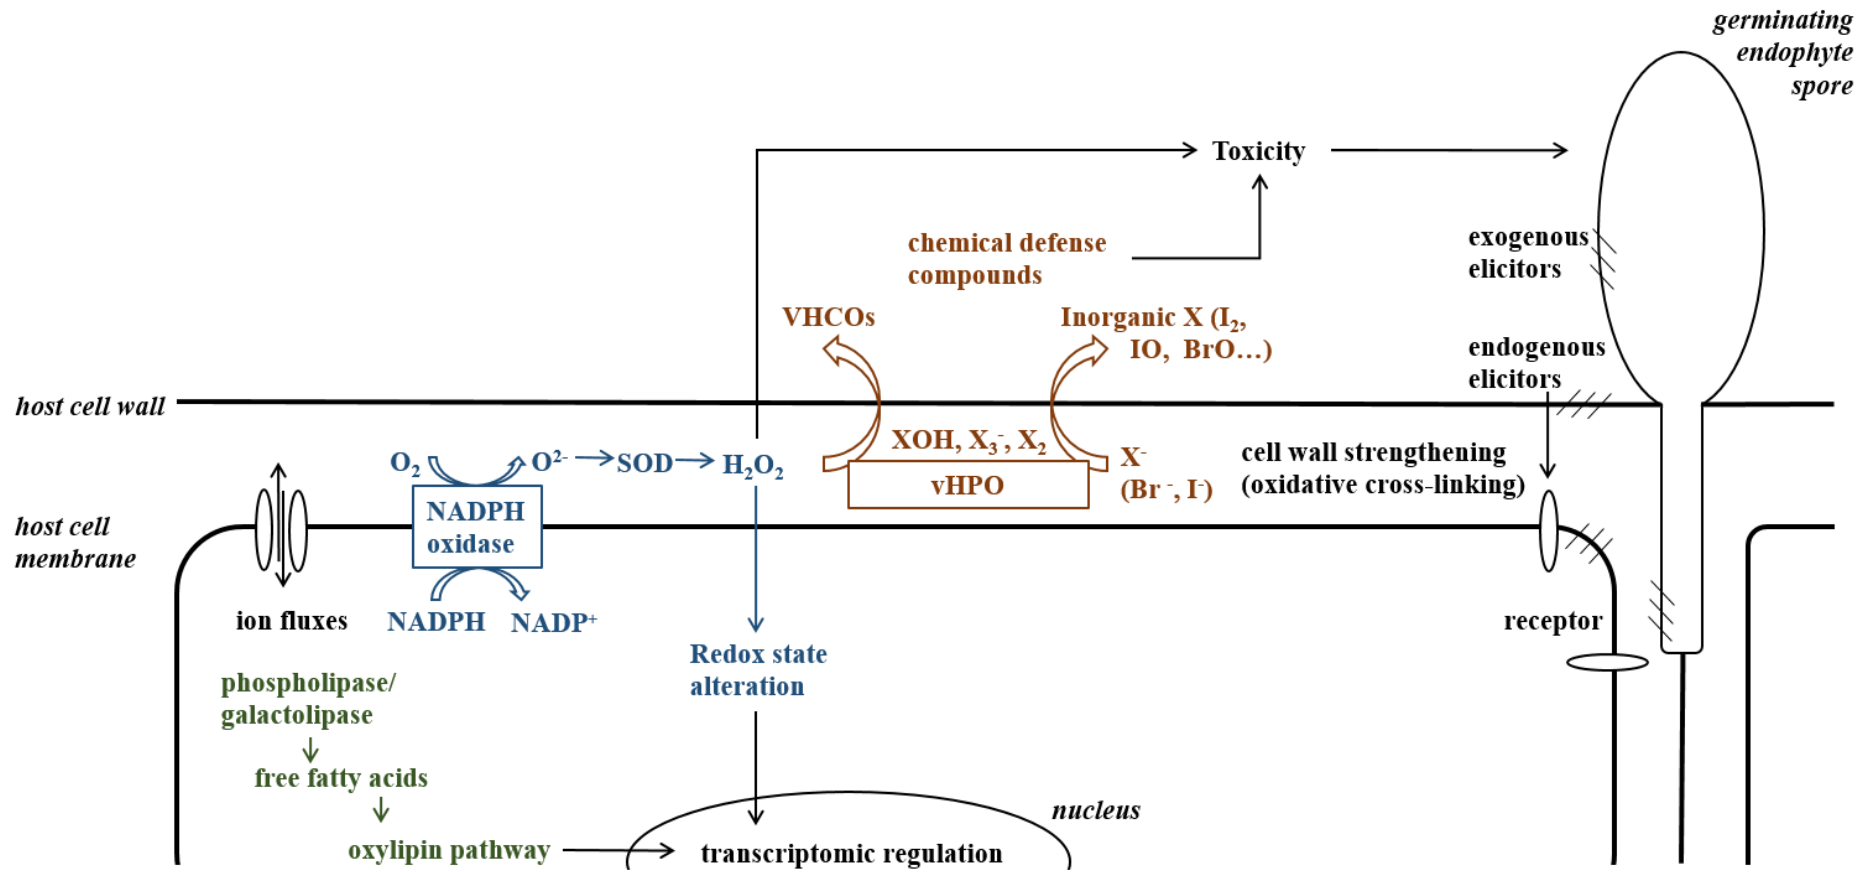 germinating
endophyte
spore
Toxicity
chemical defense
compounds
exogenous
elicitors
VHCOs
Inorganic X (I₂,
IO, BrO...)
endogenous
elicitors
host cell wall
O₂
O²⁻
SOD
H₂O₂
XOH, X₃⁻, X₂
vHPO
X⁻
(Br ⁻, I⁻)
cell wall strengthening
(oxidative cross-linking)
host cell
membrane
NADPH
oxidase
ion fluxes
NADPH
NADP⁺
receptor
Redox state
alteration
phospholipase/
galactolipase
free fatty acids
oxylipin pathway
nucleus
transcriptomic regulation